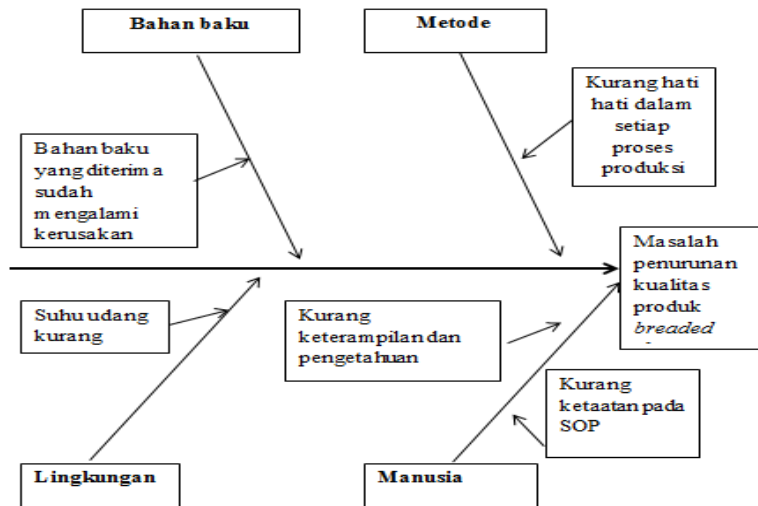 Bahan baku
Metode
Kurang hati
hati dalam
setiap
proses
produksi
Bahan baku
yang diterima
sudah
mengalami
kerusakan
Masalah
penurunan
kualitas
produk
breaded
Suhu udang
kurang
Kurang
keterampilan dan
pengetahuan
Kurang
ketaatan pada
SOP
Lingkungan
Manusia